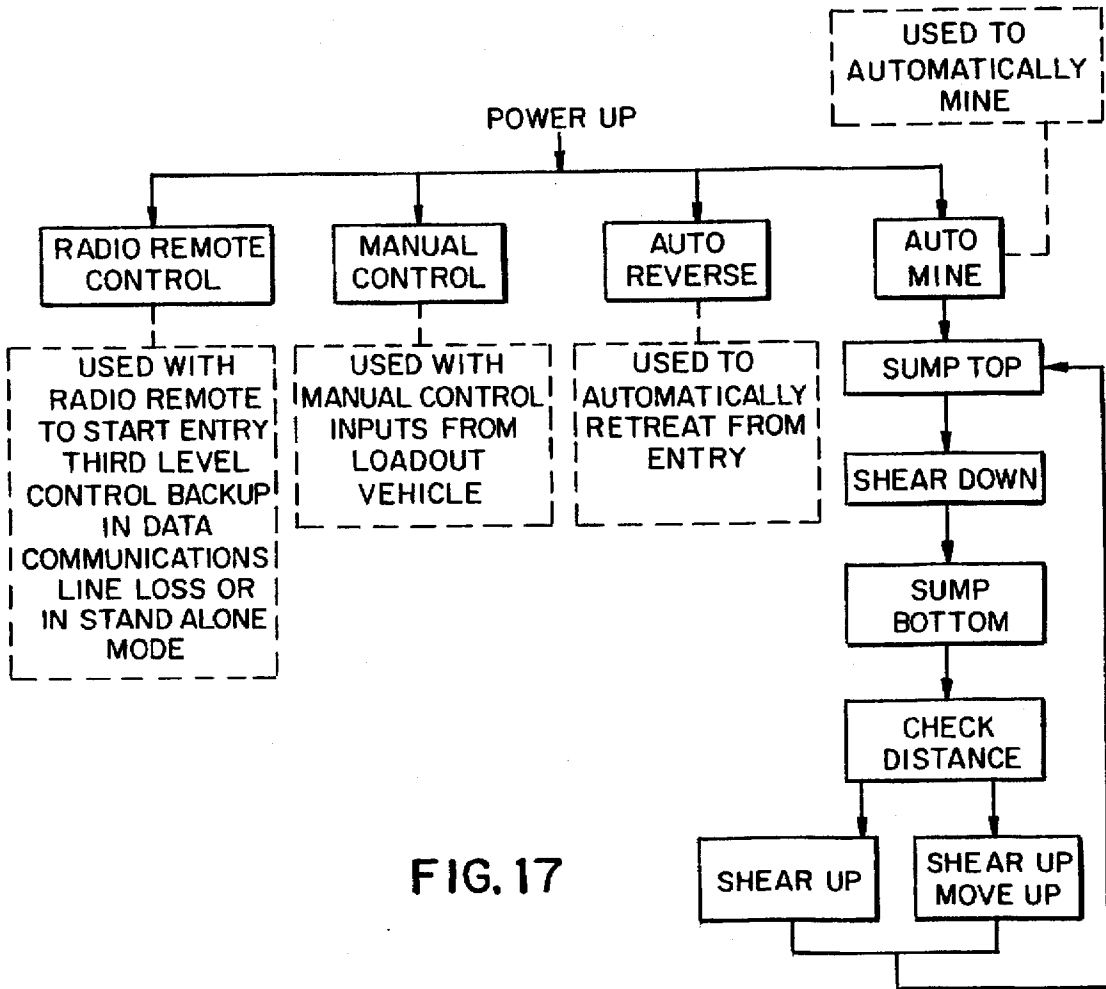 USED TO
AUTOMATICALLY
MINE
POWER UP
RADIO REMOTE
CONTROL
MANUAL
CONTROL
AUTO
REVERSE
AUTO
MINE
USED WITH
RADIO REMOTE
TO START ENTRY
THIRD LEVEL
CONTROL BACKUP
IN DATA
COMMUNICATIONS
LINE LOSS OR
IN STAND ALONE
MODE
USED WITH
MANUAL CONTROL
INPUTS FROM
LOADOUT
VEHICLE
USED TO
AUTOMATICALLY
RETREAT FROM
ENTRY
SUMP TOP
SHEAR DOWN
SUMP
BOTTOM
CHECK
DISTANCE
SHEAR UP
SHEAR UP
MOVE UP
FIG. 17